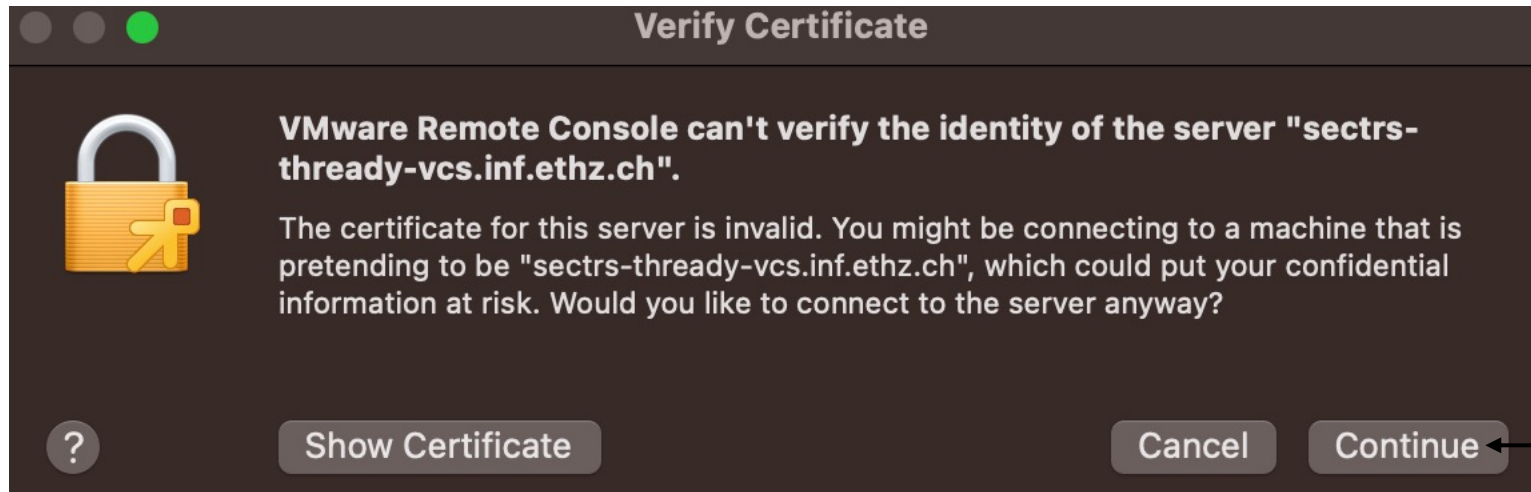 Verify Certificate
VMware Remote Console can't verify the identity of the server "sectrs-
thready-vcs.inf.ethz.ch".
The certificate for this server is invalid. You might be connecting to a machine that is
pretending to be "sectrs-thready-vcs.inf.ethz.ch", which could put your confidential
information at risk. Would you like to connect to the server anyway?
? Show Certificate Cancel Continue